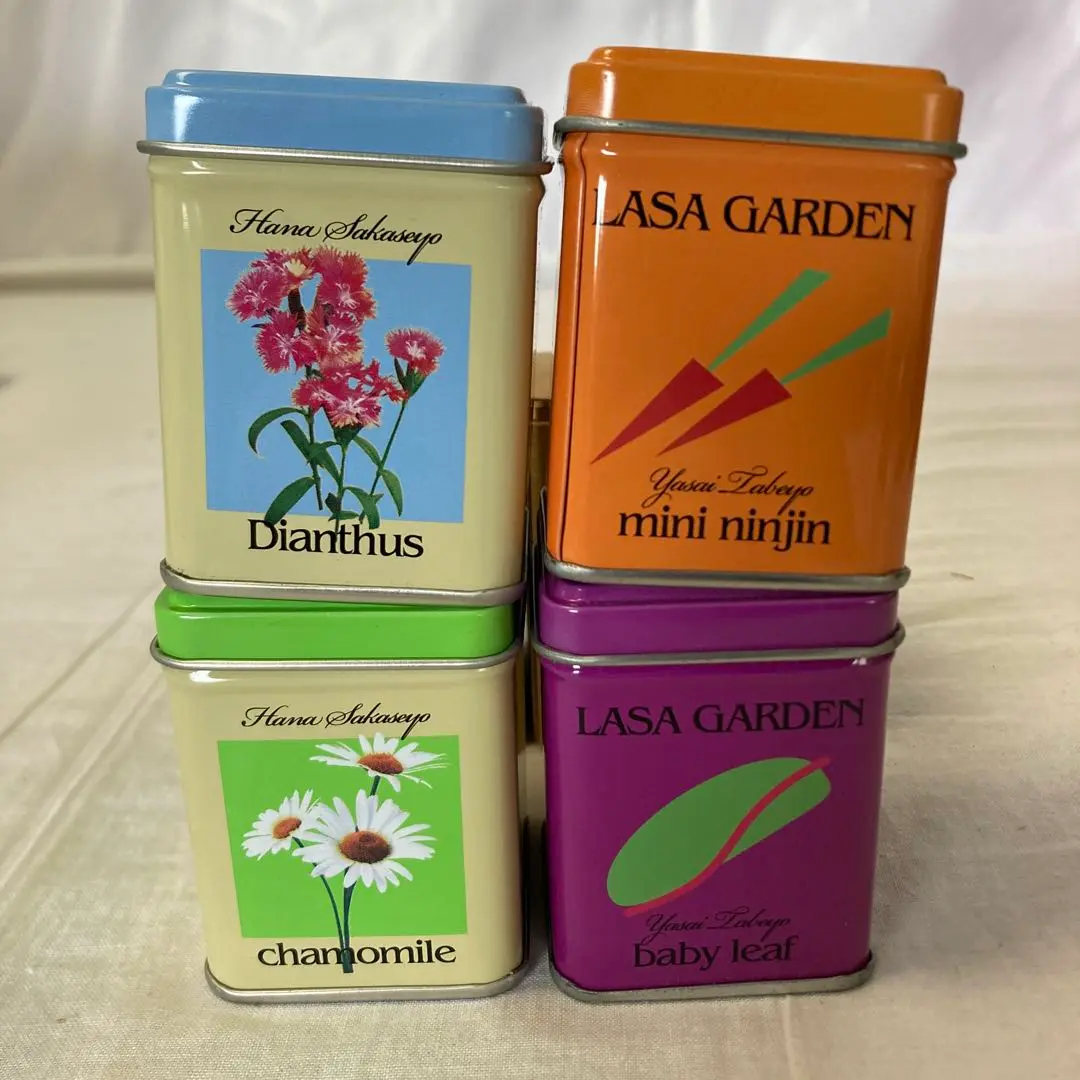 Hana Sakaseyo
Dianthus
LASA GARDEN
Yasai Tabeyo
mini ninjin
Hana Sakaseyo
chamomile
LASA GARDEN
Yasai Tabeyo
baby leaf